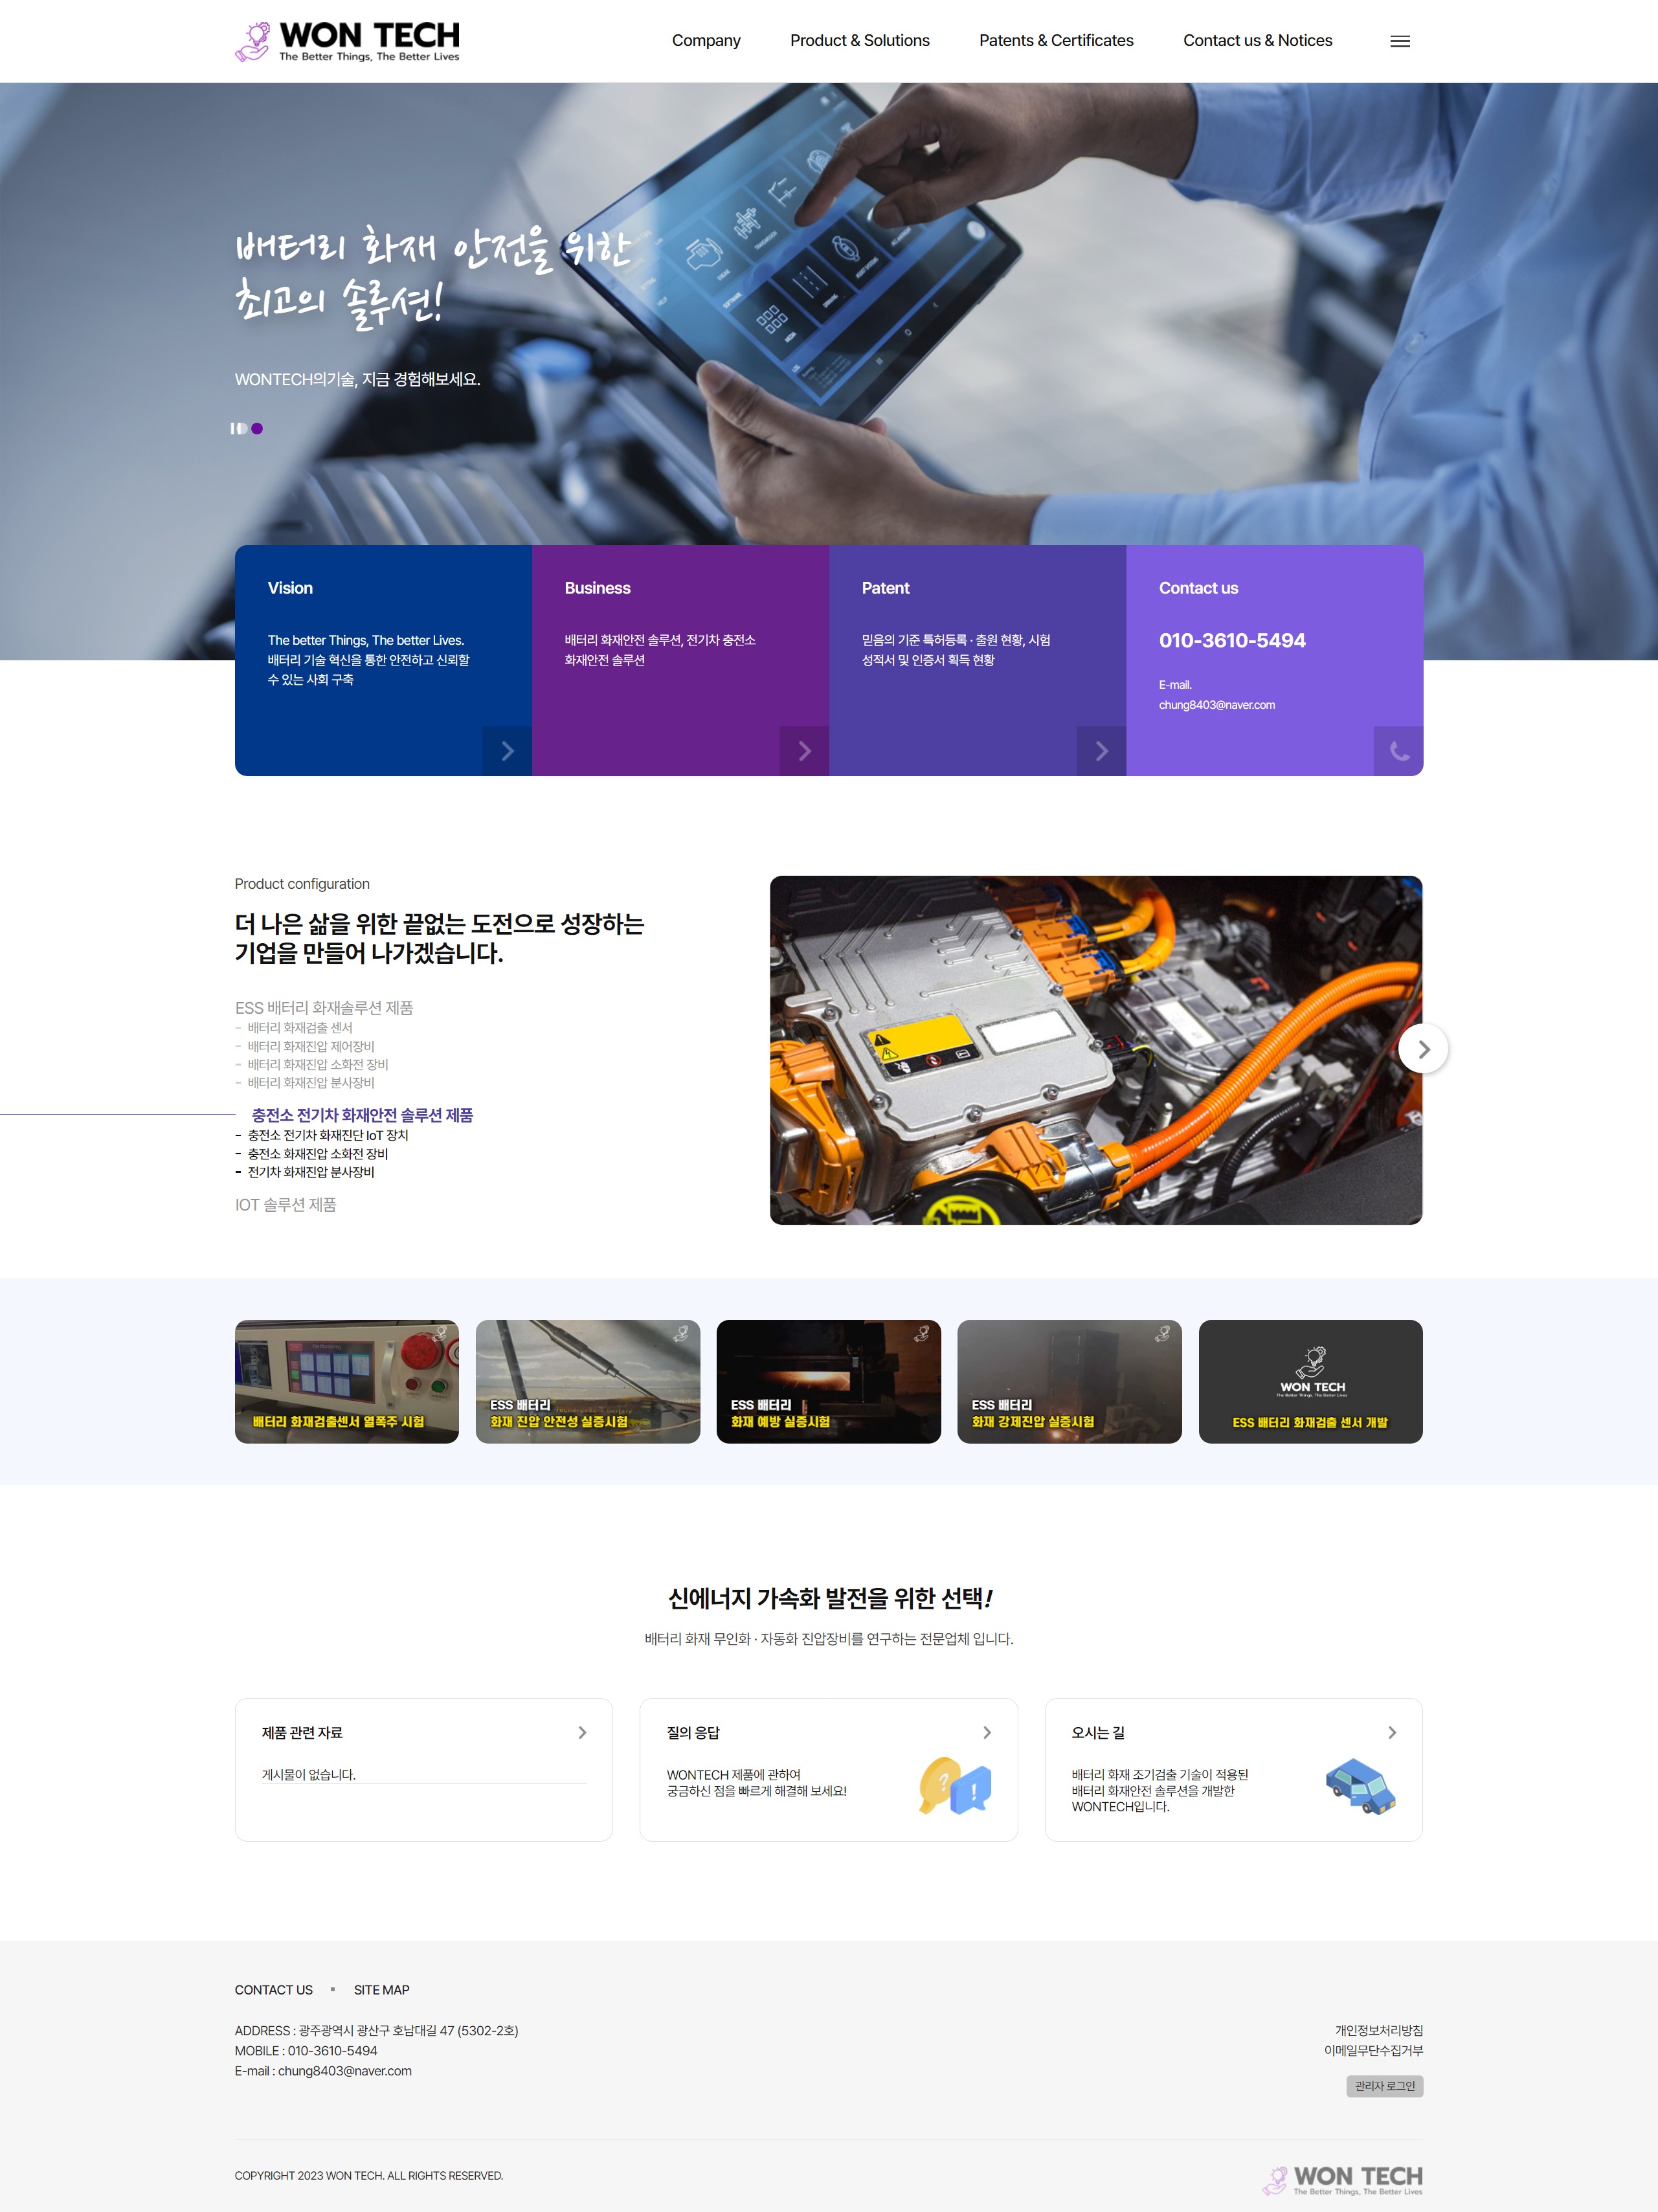 WON TECH
The Better Things, The Better Lives
Company
Product & Solutions
Patents & Certificates
Contact us & Notices
배터리 화재 안전을 위한
최고의 솔루션!
WONTECH의기술, 지금 경험해보세요.
Vision
The better Things, The better Lives.
배터리 기술 혁신을 통한 안전하고 신뢰할
수 있는 사회 구축
Business
배터리 화재안전 솔루션, 전기차 충전소
화재안전 솔루션
Patent
믿음의 기준 특허등록 · 출원 현황, 시험
성적서 및 인증서 획득 현황
Contact us
010-3610-5494
E-mail.
chung8403@naver.com
Product configuration
더 나은 삶을 위한 끝없는 도전으로 성장하는
기업을 만들어 나가겠습니다.
ESS 배터리 화재솔루션 제품
- 배터리 화재검출 센서
- 배터리 화재진압 제어장비
- 배터리 화재진압 소화전 장비
- 배터리 화재진압 분사장비
충전소 전기차 화재안전 솔루션 제품
- 충전소 전기차 화재진단 IoT 장치
- 충전소 화재진압 소화전 장비
- 전기차 화재진압 분사장비
IOT 솔루션 제품
배터리 화재검출센서 열폭주 시험
ESS 배터리
화재 진압 안전성 실증시험
ESS 배터리
화재 예방 실증시험
ESS 배터리
화재 강제진압 실증시험
WON TECH
The Better Things, The Better Lives
ESS 배터리 화재검출 센서 개발
신에너지 가속화 발전을 위한 선택!
배터리 화재 무인화 · 자동화 진압장비를 연구하는 전문업체 입니다.
제품 관련 자료
게시물이 없습니다.
질의 응답
WONTECH 제품에 관하여
궁금하신 점을 빠르게 해결해 보세요!
오시는 길
배터리 화재 조기검출 기술이 적용된
배터리 화재안전 솔루션을 개발한
WONTECH입니다.
CONTACT US
SITE MAP
ADDRESS : 광주광역시 광산구 호남대길 47 (5302-2호)
MOBILE : 010-3610-5494
E-mail : chung8403@naver.com
개인정보처리방침
이메일무단수집거부
관리자 로그인
COPYRIGHT 2023 WON TECH. ALL RIGHTS RESERVED.
WON TECH
The Better Things, The Better Lives